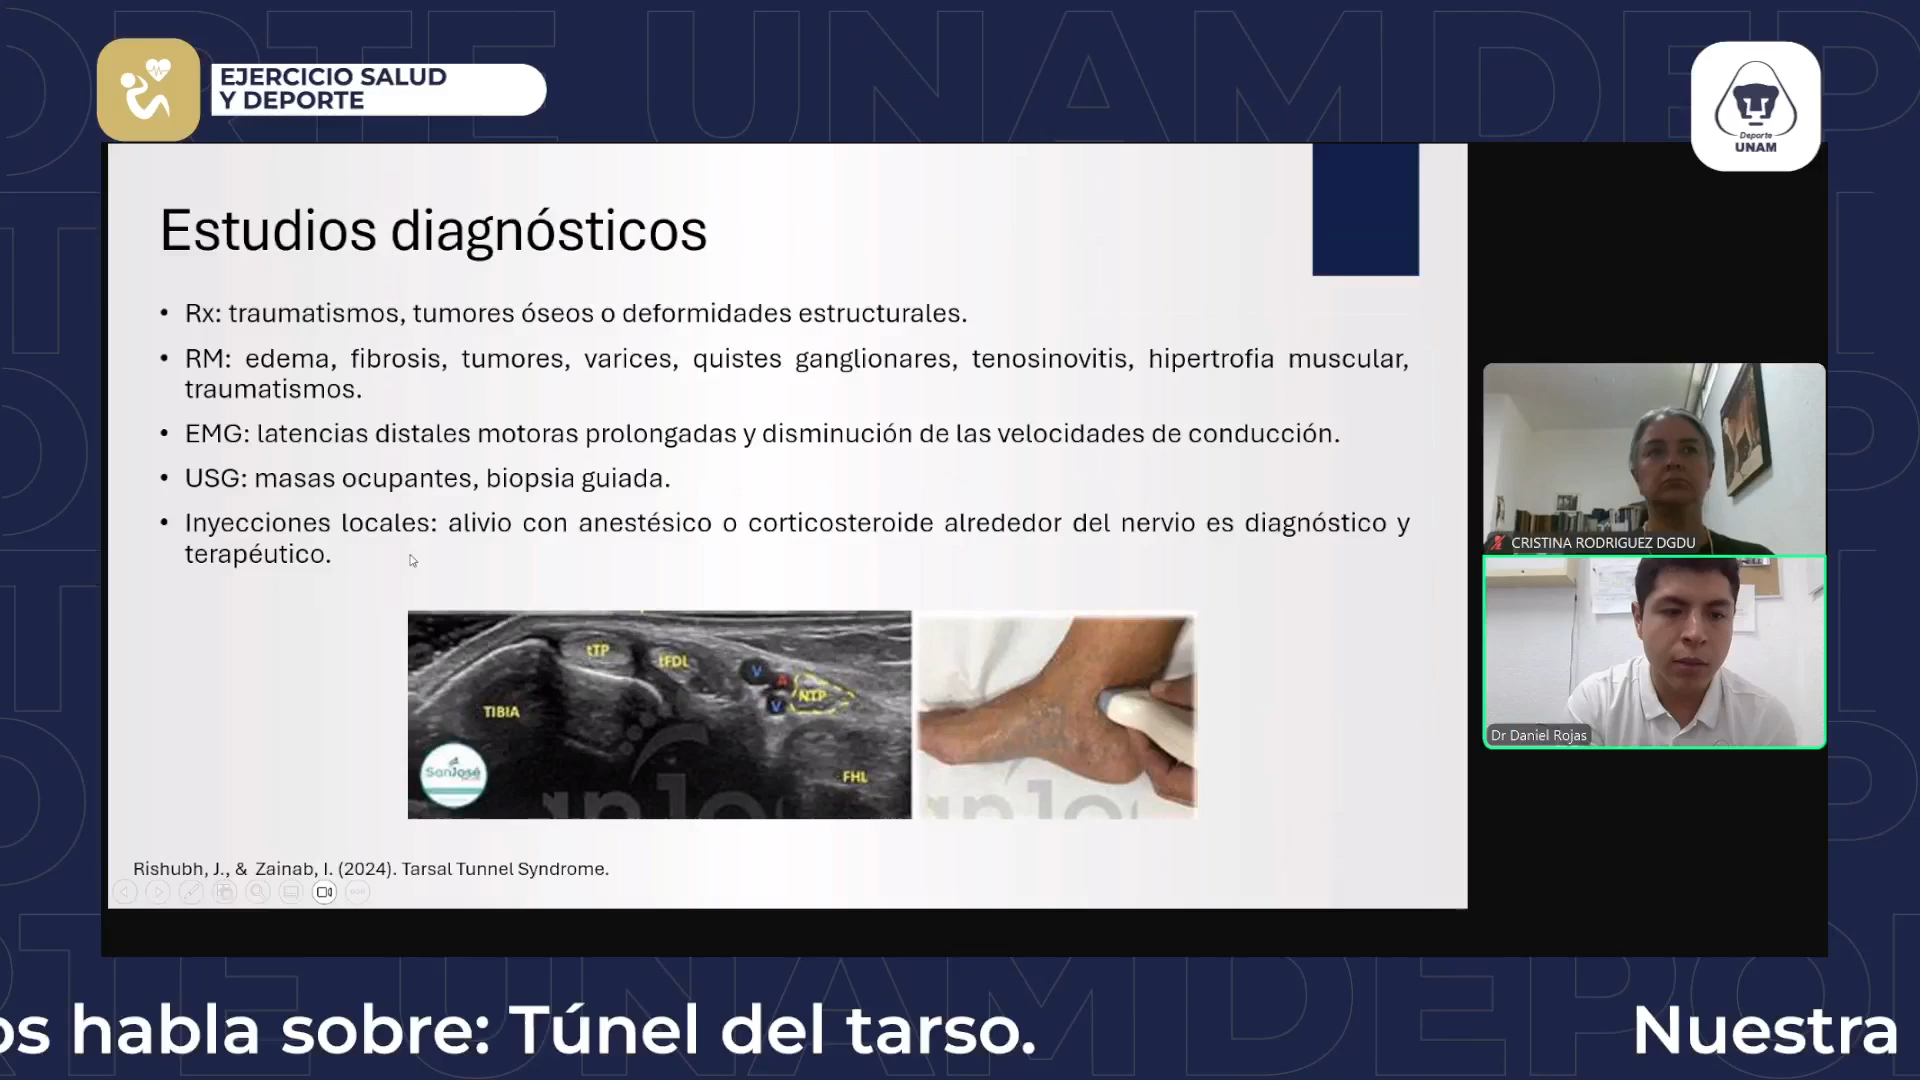 EJERCICIO SALUD
Y DEPORTE
Deporte
UNAM
Estudios diagnósticos
• Rx: traumatismos, tumores óseos o deformidades estructurales.
• RM: edema, fibrosis, tumores, varices, quistes ganglionares, tenosinovitis, hipertrofia muscular,
traumatismos.
• EMG: latencias distales motoras prolongadas y disminución de las velocidades de conducción.
• USG: masas ocupantes, biopsia guiada.
• Inyecciones locales: alivio con anestésico o corticosteroide alrededor del nervio es diagnóstico y
terapéutico.
tTP
tFDL
V
A
V
NTP
TIBIA
FHL
SanJosé
Rishubh, J., & Zainab, I. (2024). Tarsal Tunnel Syndrome.
CRISTINA RODRIGUEZ DGDU
Dr Daniel Rojas
os habla sobre: Túnel del tarso.
Nuestra